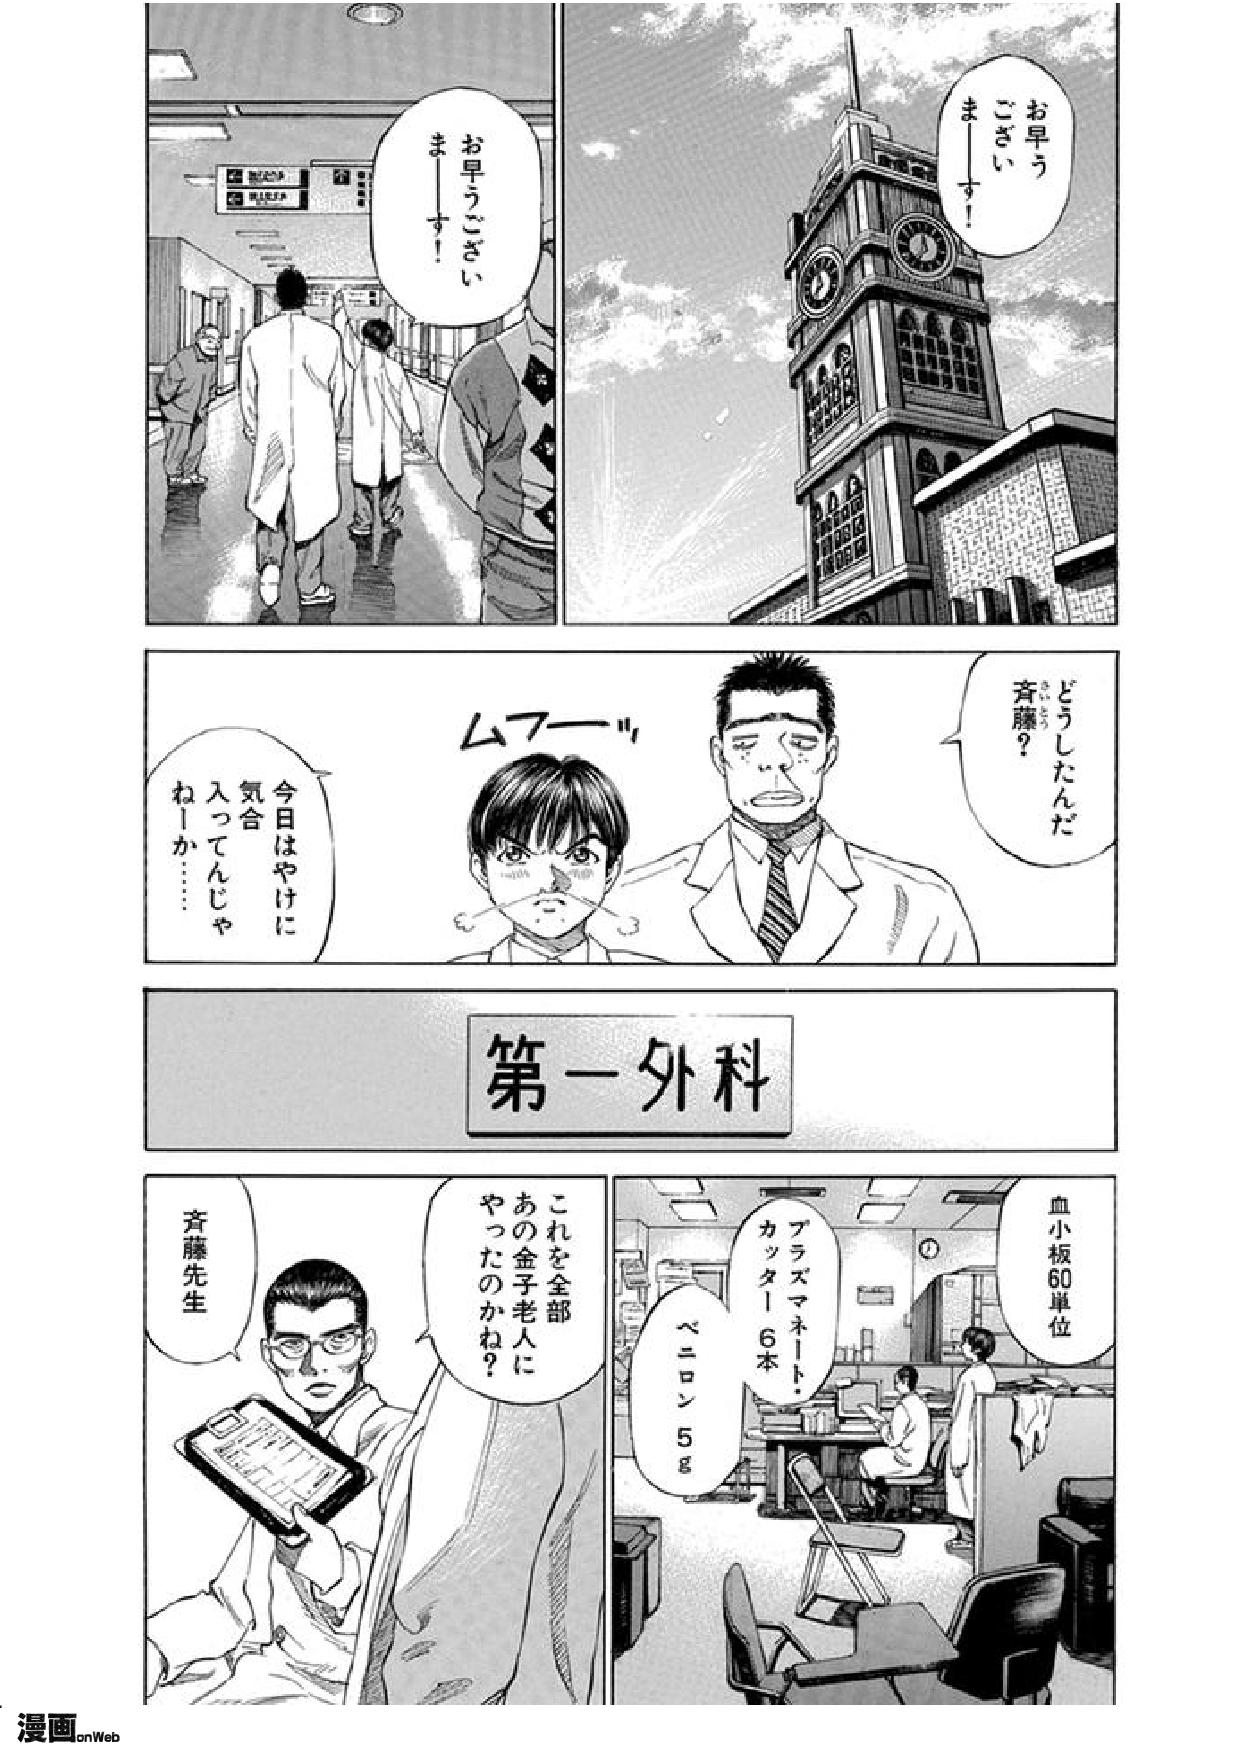 お早う
ござい
ま――す!
お早うござい
ま――す!
どうしたんだ
斉藤?
さいとう
ムフーッ
今日はやけに
気合
入ってんじゃ
ねーか……
第一外科
血小板60単位
プラズマネート・
カッター 6本
ベニロン 5g
これを全部
あの金子老人に
やったのかね?
斉藤先生
漫画onWeb